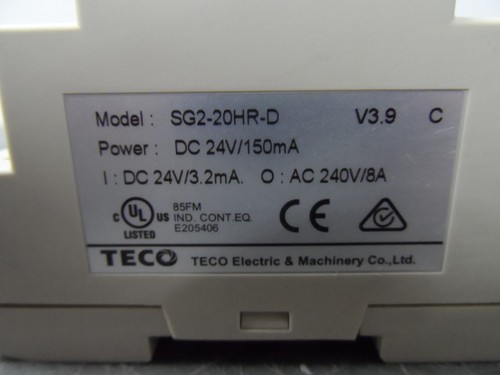 Model : SG2-20HR-D V3.9 C
Power : DC 24V/150mA
I : DC 24V/3.2mA. O : AC 240V/8A
C UL US LISTED
85FM
IND. CONT.EQ.
E205406
CE
TECO TECO Electric & Machinery Co.,Ltd.